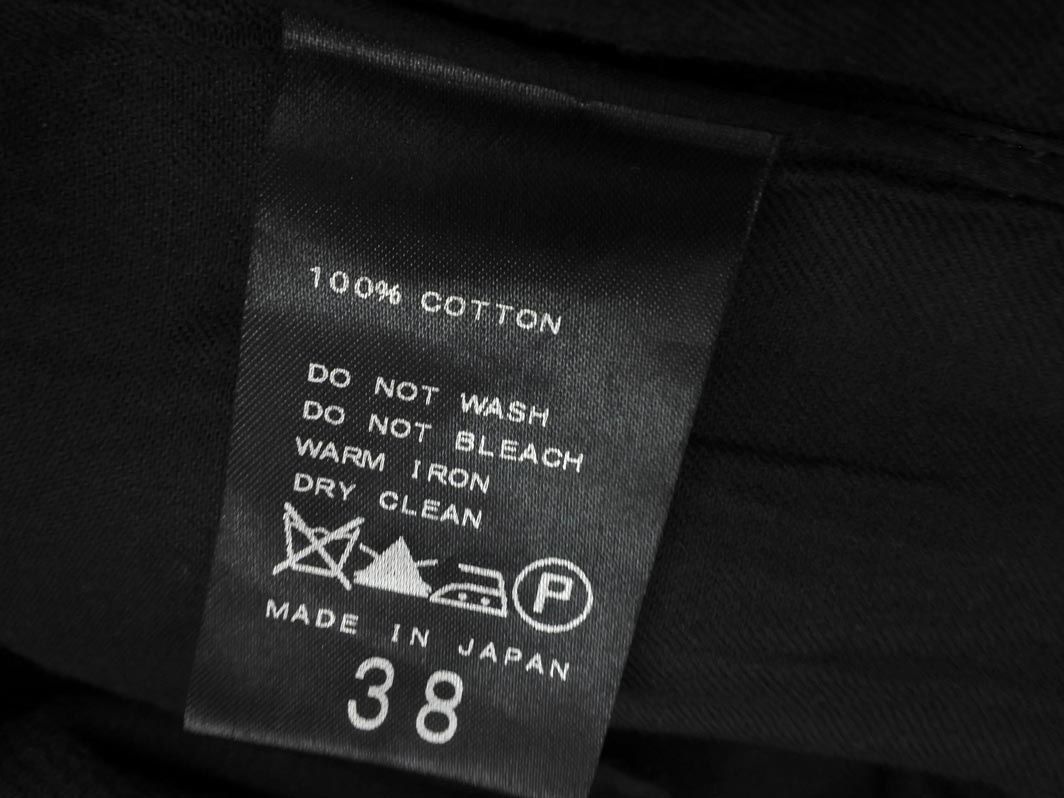 100% COTTON
DO NOT WASH
DO NOT BLEACH
WARM IRON
DRY CLEAN
P
MADE IN JAPAN
38